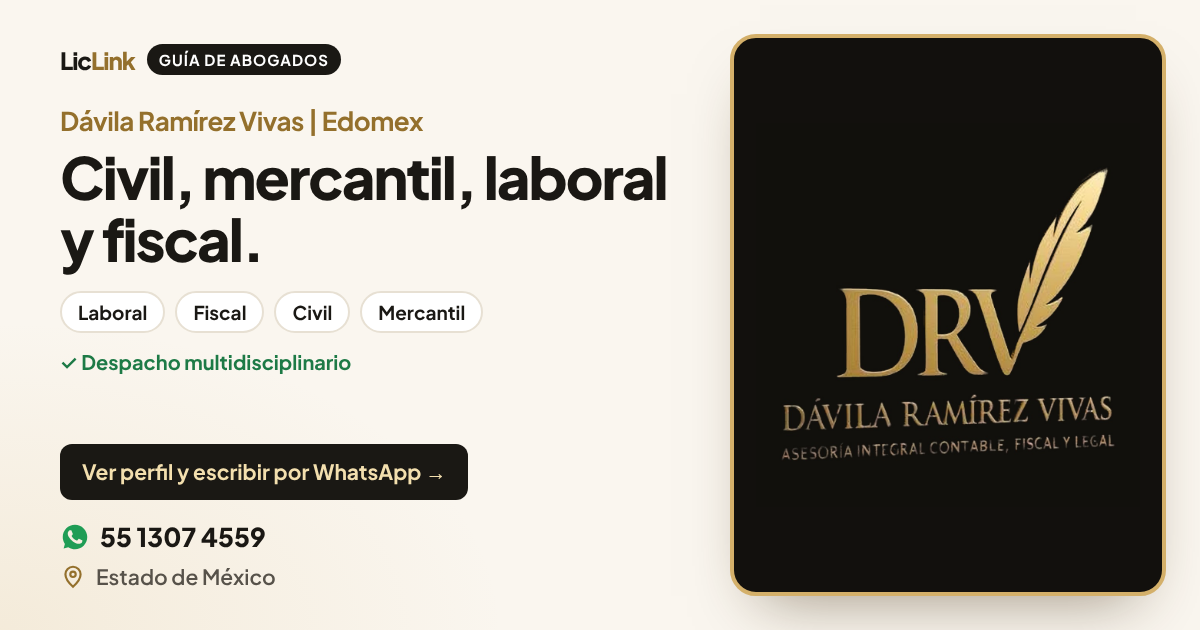 LicLink GUÍA DE ABOGADOS
Dávila Ramírez Vivas | Edomex
Civil, mercantil, laboral
y fiscal.
Laboral Fiscal Civil Mercantil
✓ Despacho multidisciplinario
Ver perfil y escribir por WhatsApp →
55 1307 4559
Estado de México
DRV
DÁVILA RAMÍREZ VIVAS
ASESORÍA INTEGRAL CONTABLE, FISCAL Y LEGAL